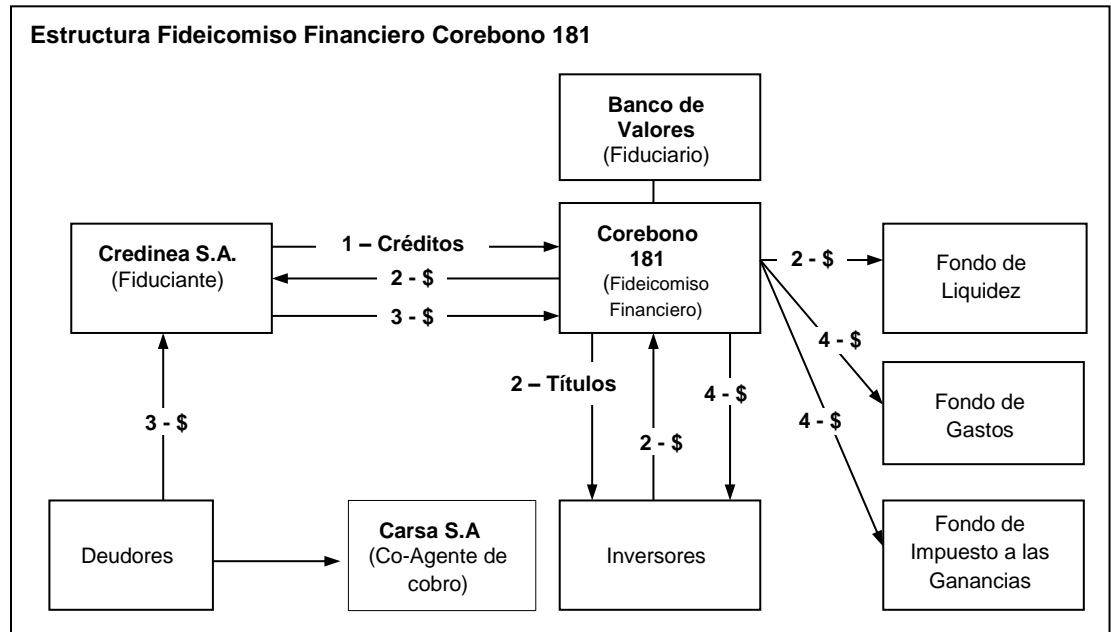 Estructura Fideicomiso Financiero Corebono 181
Banco de
Valores
(Fiduciario)
Credinea S.A.
(Fiduciante)
1 – Créditos
2 - $
3 - $
Corebono
181
(Fideicomiso
Financiero)
2 - $
Fondo de
Liquidez
4 - $
Fondo de
Gastos
4 - $
Fondo de
Impuesto a las
Ganancias
3 - $
2 – Títulos
2 - $
4 - $
Deudores
Carsa S.A
(Co-Agente de
cobro)
Inversores